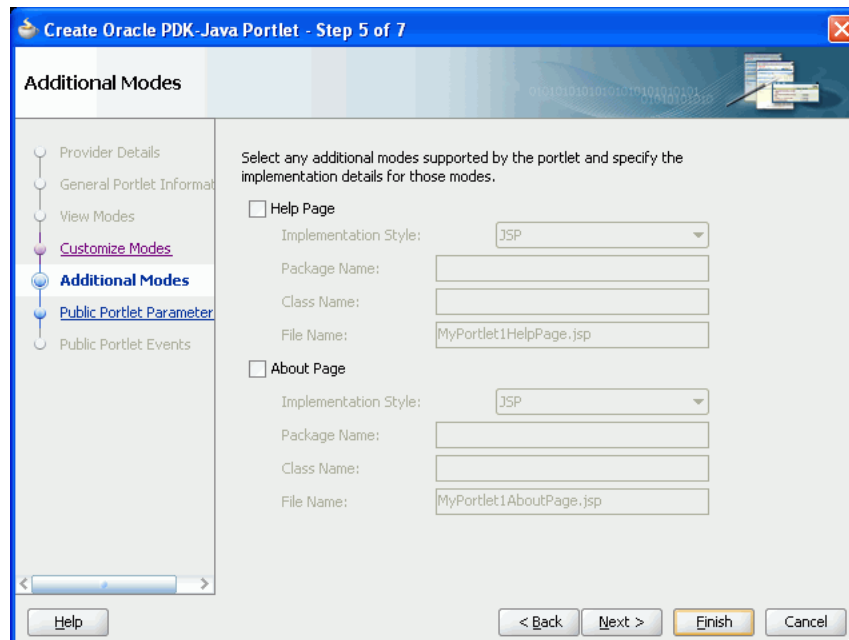 Create Oracle PDK-Java Portlet - Step 5 of 7
Additional Modes
Provider Details
General Portlet Informat
View Modes
Customize Modes
Additional Modes
Public Portlet Parameter
Public Portlet Events
Select any additional modes supported by the portlet and specify the
implementation details for those modes.
Help Page
Implementation Style: JSP
Package Name:
Class Name:
File Name: MyPortlet1HelpPage.jsp
About Page
Implementation Style: JSP
Package Name:
Class Name:
File Name: MyPortlet1AboutPage.jsp
Help < Back Next > Finish Cancel